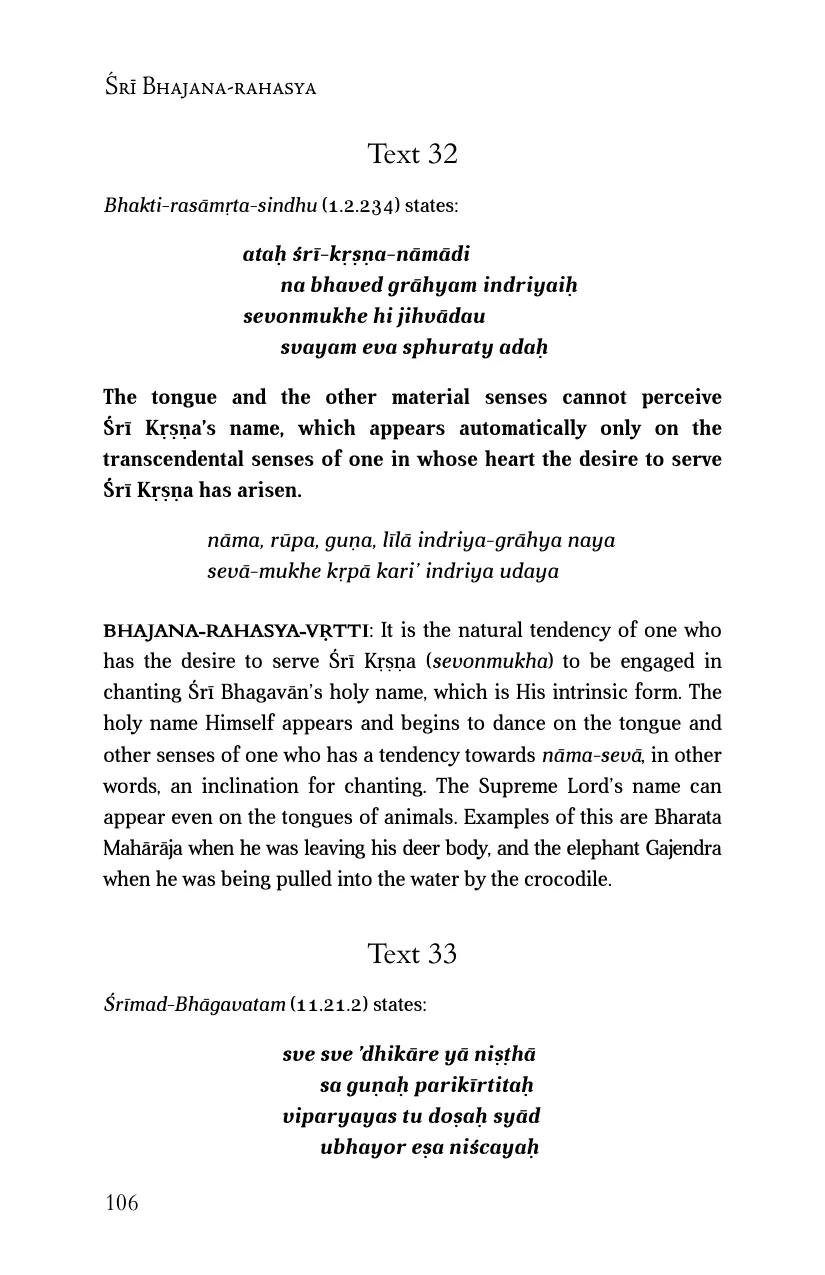 Śrī Bhajana-rahasya
Text 32
Bhakti-rasāmṛta-sindhu (1.2.234) states:
ataḥ śrī-kṛṣṇa-nāmādi
na bhaved grāhyam indriyaiḥ
sevonmukhe hi jihvādau
svayam eva sphuraty adaḥ
The tongue and the other material senses cannot perceive
Śrī Kṛṣṇa’s name, which appears automatically only on the
transcendental senses of one in whose heart the desire to serve
Śrī Kṛṣṇa has arisen.
nāma, rūpa, guṇa, līlā indriya-grāhya naya
sevā-mukhe kṛpā kari’ indriya udaya
BHAJANA-RAHASYA-VṚTTI: It is the natural tendency of one who
has the desire to serve Śrī Kṛṣṇa (sevonmukha) to be engaged in
chanting Śrī Bhagavān’s holy name, which is His intrinsic form. The
holy name Himself appears and begins to dance on the tongue and
other senses of one who has a tendency towards nāma-sevā, in other
words, an inclination for chanting. The Supreme Lord’s name can
appear even on the tongues of animals. Examples of this are Bharata
Mahārāja when he was leaving his deer body, and the elephant Gajendra
when he was being pulled into the water by the crocodile.
Text 33
Śrīmad-Bhāgavatam (11.21.2) states:
sve sve ’dhikāre yā niṣṭhā
sa guṇaḥ parikīrtitaḥ
viparyayas tu doṣaḥ syād
ubhayor eṣa niścayaḥ
106